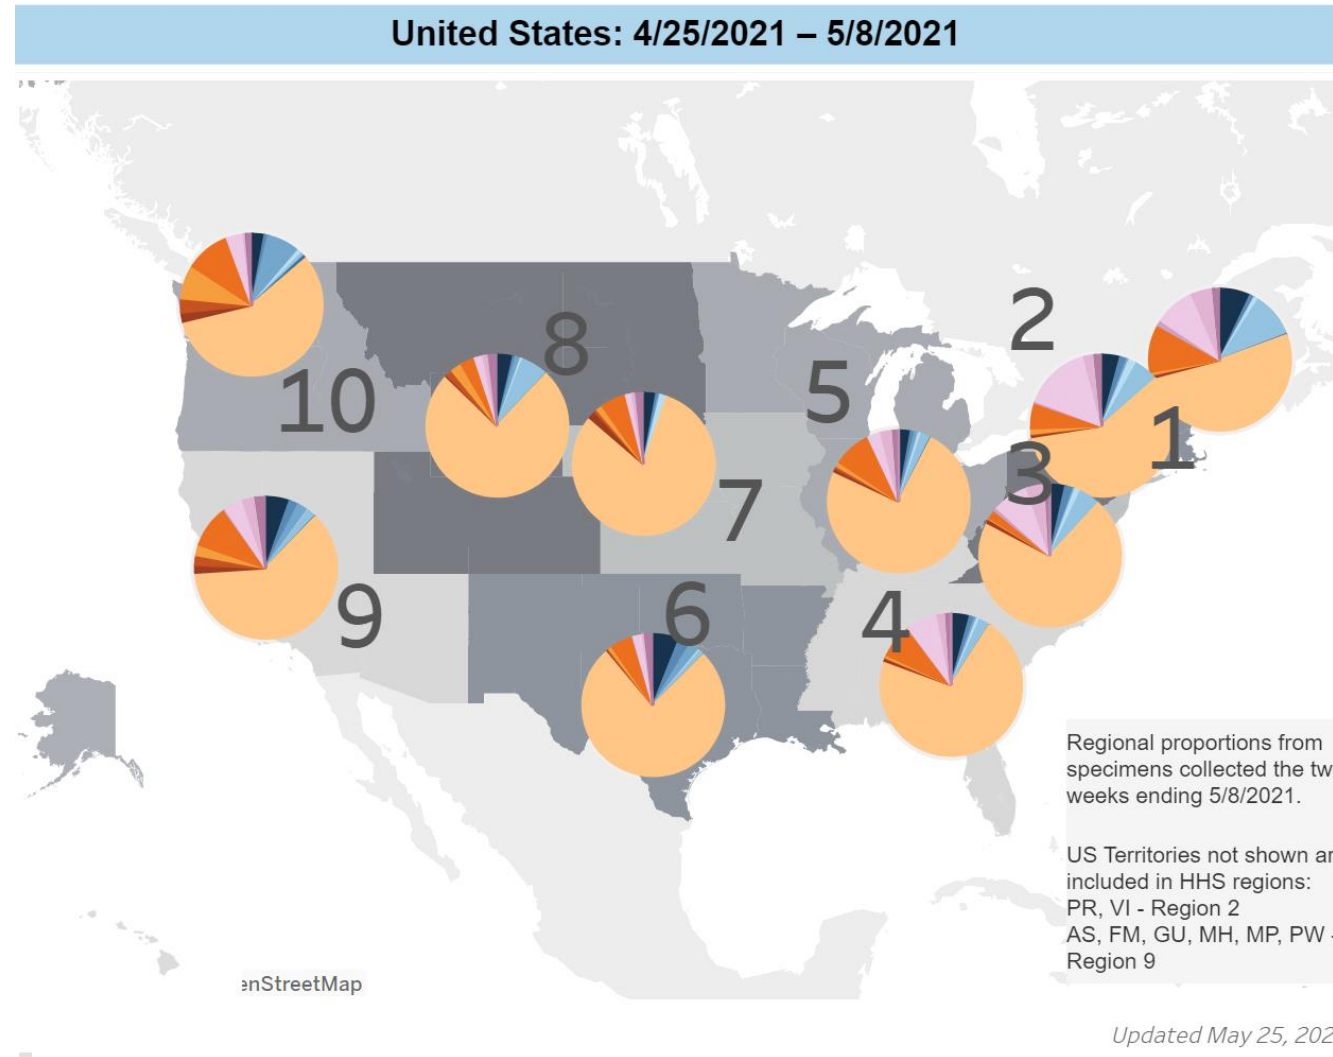 United States: 4/25/2021 – 5/8/2021
2
8
5
10
1
3
7
9
6
4
Regional proportions from
specimens collected the tw
weeks ending 5/8/2021.
US Territories not shown ar
included in HHS regions:
PR, VI - Region 2
AS, FM, GU, MH, MP, PW -
Region 9
enStreetMap
Updated May 25, 202